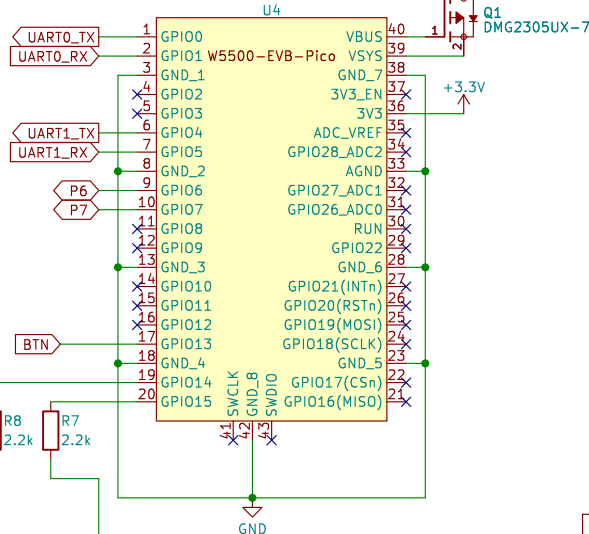 U4
Q1
DMG2305UX-7
W5500-EVB-Pico
UART0_TX 1 GPIO0 VBUS 40 1
UART0_RX 2 GPIO1 VSYS 39 2
3 GND_1 GND_7 38
4 GPIO2 3V3_EN 37 +3.3V
5 GPIO3 3V3 36
UART1_TX 6 GPIO4 ADC_VREF 35
UART1_RX 7 GPIO5 GPIO28_ADC2 34
8 GND_2 AGND 33
P6 9 GPIO6 GPIO27_ADC1 32
P7 10 GPIO7 GPIO26_ADC0 31
11 GPIO8 RUN 30
12 GPIO9 GPIO22 29
13 GND_3 GND_6 28
14 GPIO10 GPIO21(INTn) 27
15 GPIO11 GPIO20(RSTn) 26
16 GPIO12 GPIO19(MOSI) 25
BTN 17 GPIO13 GPIO18(SCLK) 24
18 GND_4 GND_5 23
19 GPIO14 GPIO17(CSn) 22
20 GPIO15 GPIO16(MISO) 21
SWCLK GND_8 SWDIO
41 42 43
R8 R7
2.2k 2.2k
GND